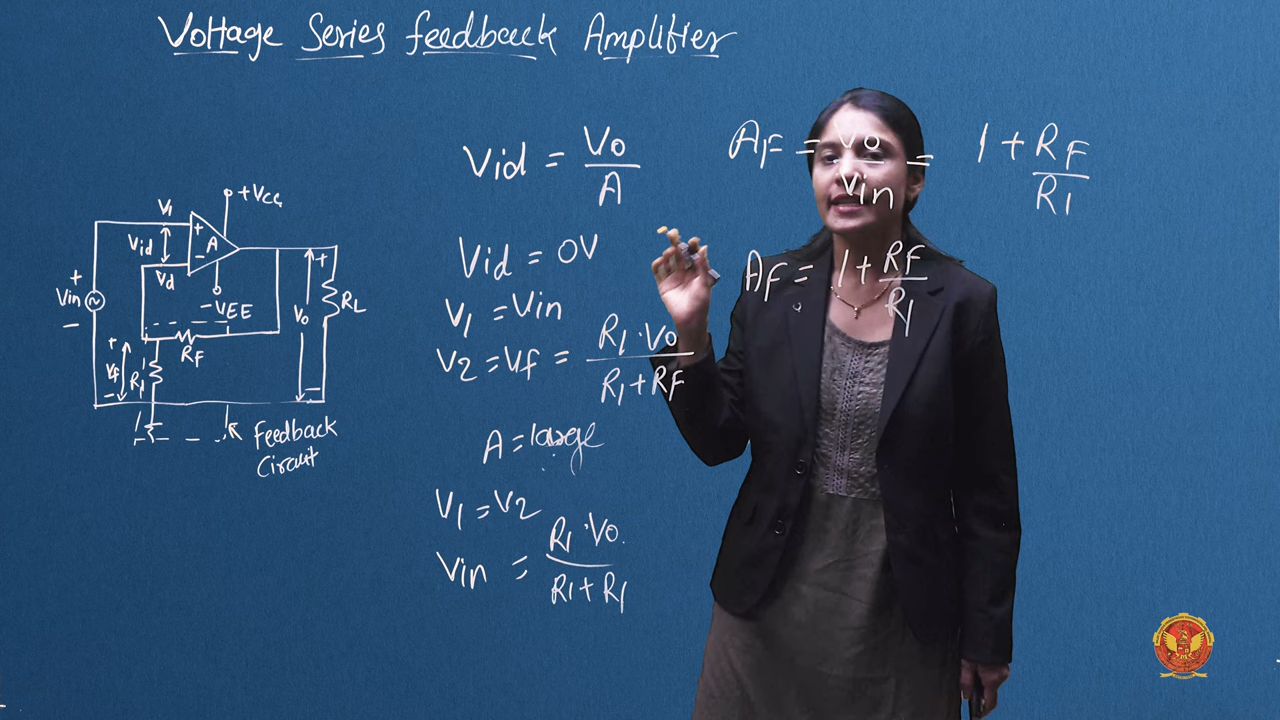 Voltage Series feedback Amplifier
Vid = Vo/A
Vid = 0V
V1 = Vin
V2 = Vf = R1·Vo/R1+RF
A = large
V1 = V2
Vin = R1·Vo./R1+R1
AF = Vo/Vin = 1+RF/R1
AF = 1+RF/R1
+Vcc
V1
+
A
-
Vid
Vd
+
Vin
-
-VEE
+
Vo
-
RL
RF
+
Vf
-
R1
Feedback
Circuit